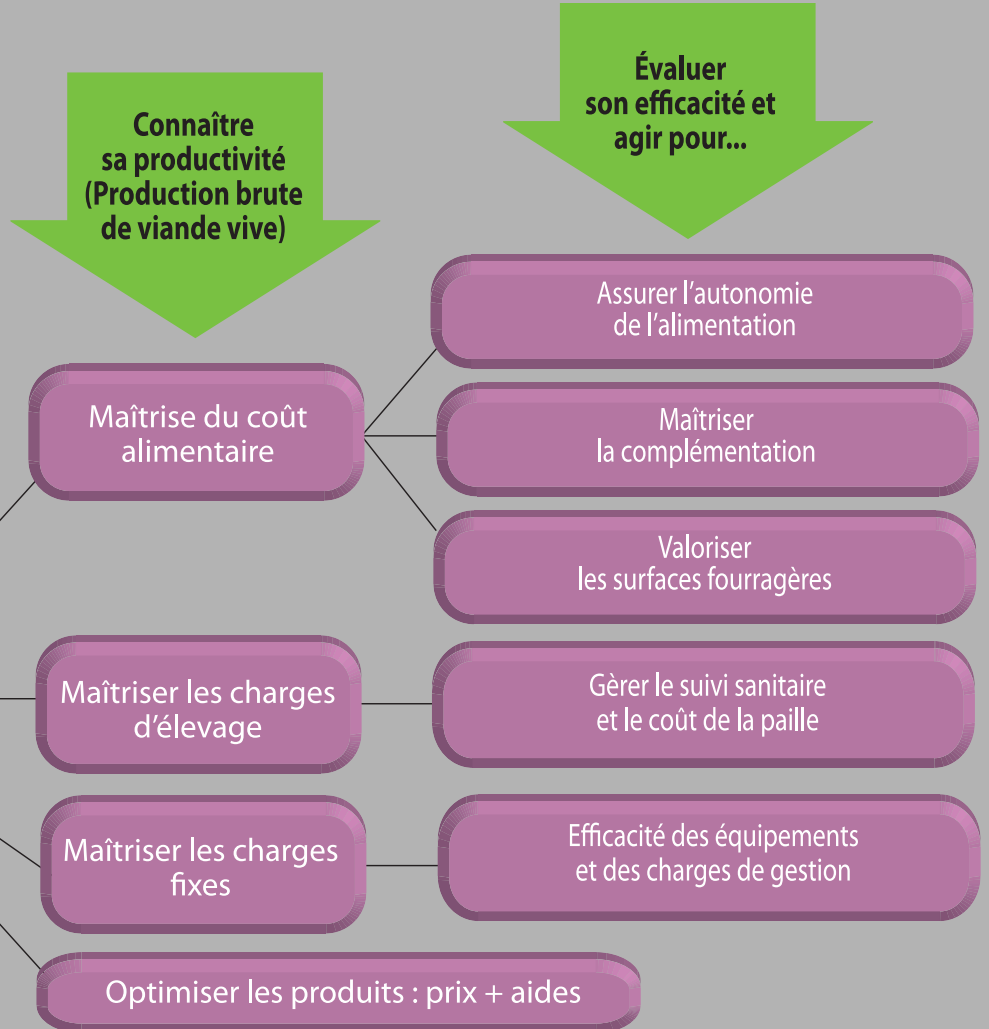 Connaître
sa productivité
(Production brute
de viande vive)
Évaluer
son efficacité et
agir pour...
Maîtrise du coût
alimentaire
Assurer l'autonomie
de l'alimentation
Maîtriser
la complémentation
Valoriser
les surfaces fourragères
Maîtriser les charges
d'élevage
Gèrer le suivi sanitaire
et le coût de la paille
Maîtriser les charges
fixes
Efficacité des équipements
et des charges de gestion
Optimiser les produits : prix + aides